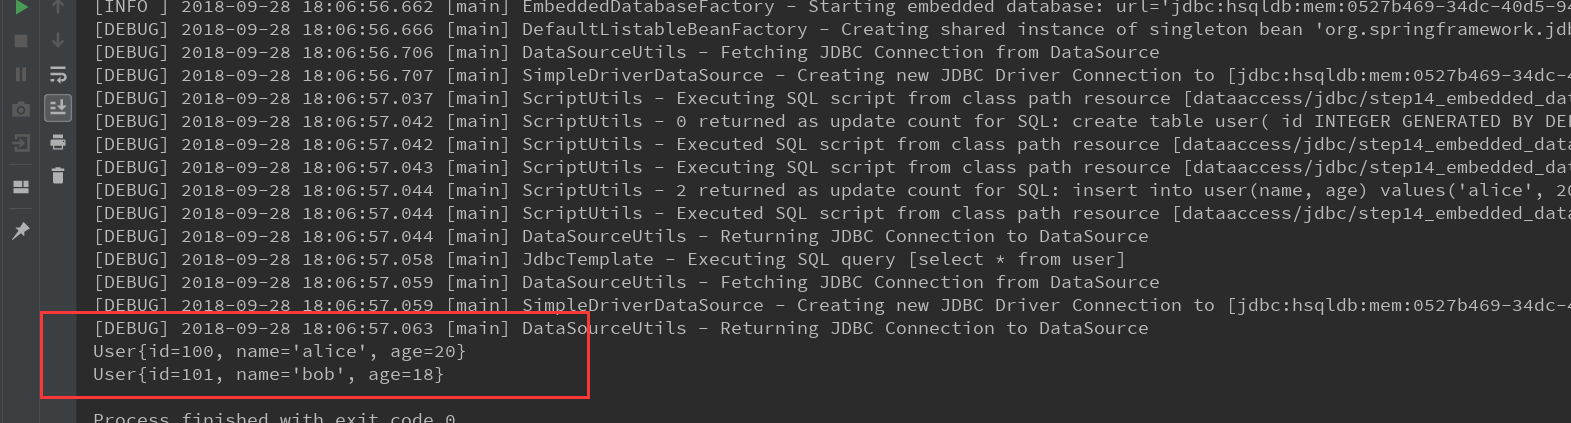 [INFO ] 2018-09-28 18:06:56.662 [main] EmbeddedDatabaseFactory - Starting embedded database: url='jdbc:hsqldb:mem:0527b469-34dc-40d5-94
[DEBUG] 2018-09-28 18:06:56.666 [main] DefaultListableBeanFactory - Creating shared instance of singleton bean 'org.springframework.jdb
[DEBUG] 2018-09-28 18:06:56.706 [main] DataSourceUtils - Fetching JDBC Connection from DataSource
[DEBUG] 2018-09-28 18:06:56.707 [main] SimpleDriverDataSource - Creating new JDBC Driver Connection to [jdbc:hsqldb:mem:0527b469-34dc-4
[DEBUG] 2018-09-28 18:06:57.037 [main] ScriptUtils - Executing SQL script from class path resource [dataaccess/jdbc/step14_embedded_dat
[DEBUG] 2018-09-28 18:06:57.042 [main] ScriptUtils - 0 returned as update count for SQL: create table user( id INTEGER GENERATED BY DEF
[DEBUG] 2018-09-28 18:06:57.042 [main] ScriptUtils - Executed SQL script from class path resource [dataaccess/jdbc/step14_embedded_data
[DEBUG] 2018-09-28 18:06:57.043 [main] ScriptUtils - Executing SQL script from class path resource [dataaccess/jdbc/step14_embedded_dat
[DEBUG] 2018-09-28 18:06:57.044 [main] ScriptUtils - 2 returned as update count for SQL: insert into user(name, age) values('alice', 20
[DEBUG] 2018-09-28 18:06:57.044 [main] ScriptUtils - Executed SQL script from class path resource [dataaccess/jdbc/step14_embedded_data
[DEBUG] 2018-09-28 18:06:57.044 [main] DataSourceUtils - Returning JDBC Connection to DataSource
[DEBUG] 2018-09-28 18:06:57.058 [main] JdbcTemplate - Executing SQL query [select * from user]
[DEBUG] 2018-09-28 18:06:57.059 [main] DataSourceUtils - Fetching JDBC Connection from DataSource
[DEBUG] 2018-09-28 18:06:57.059 [main] SimpleDriverDataSource - Creating new JDBC Driver Connection to [jdbc:hsqldb:mem:0527b469-34dc-4
[DEBUG] 2018-09-28 18:06:57.063 [main] DataSourceUtils - Returning JDBC Connection to DataSource
User{id=100, name='alice', age=20}
User{id=101, name='bob', age=18}
Process finished with exit code 0